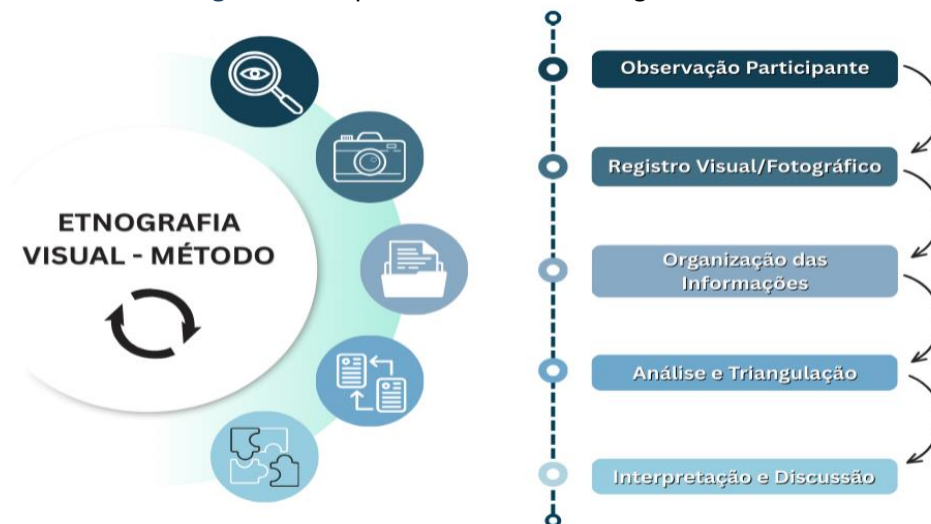 ETNOGRAFIA
VISUAL - MÉTODO
Observação Participante
Registro Visual/Fotográfico
Organização das
Informações
Análise e Triangulação
Interpretação e Discussão